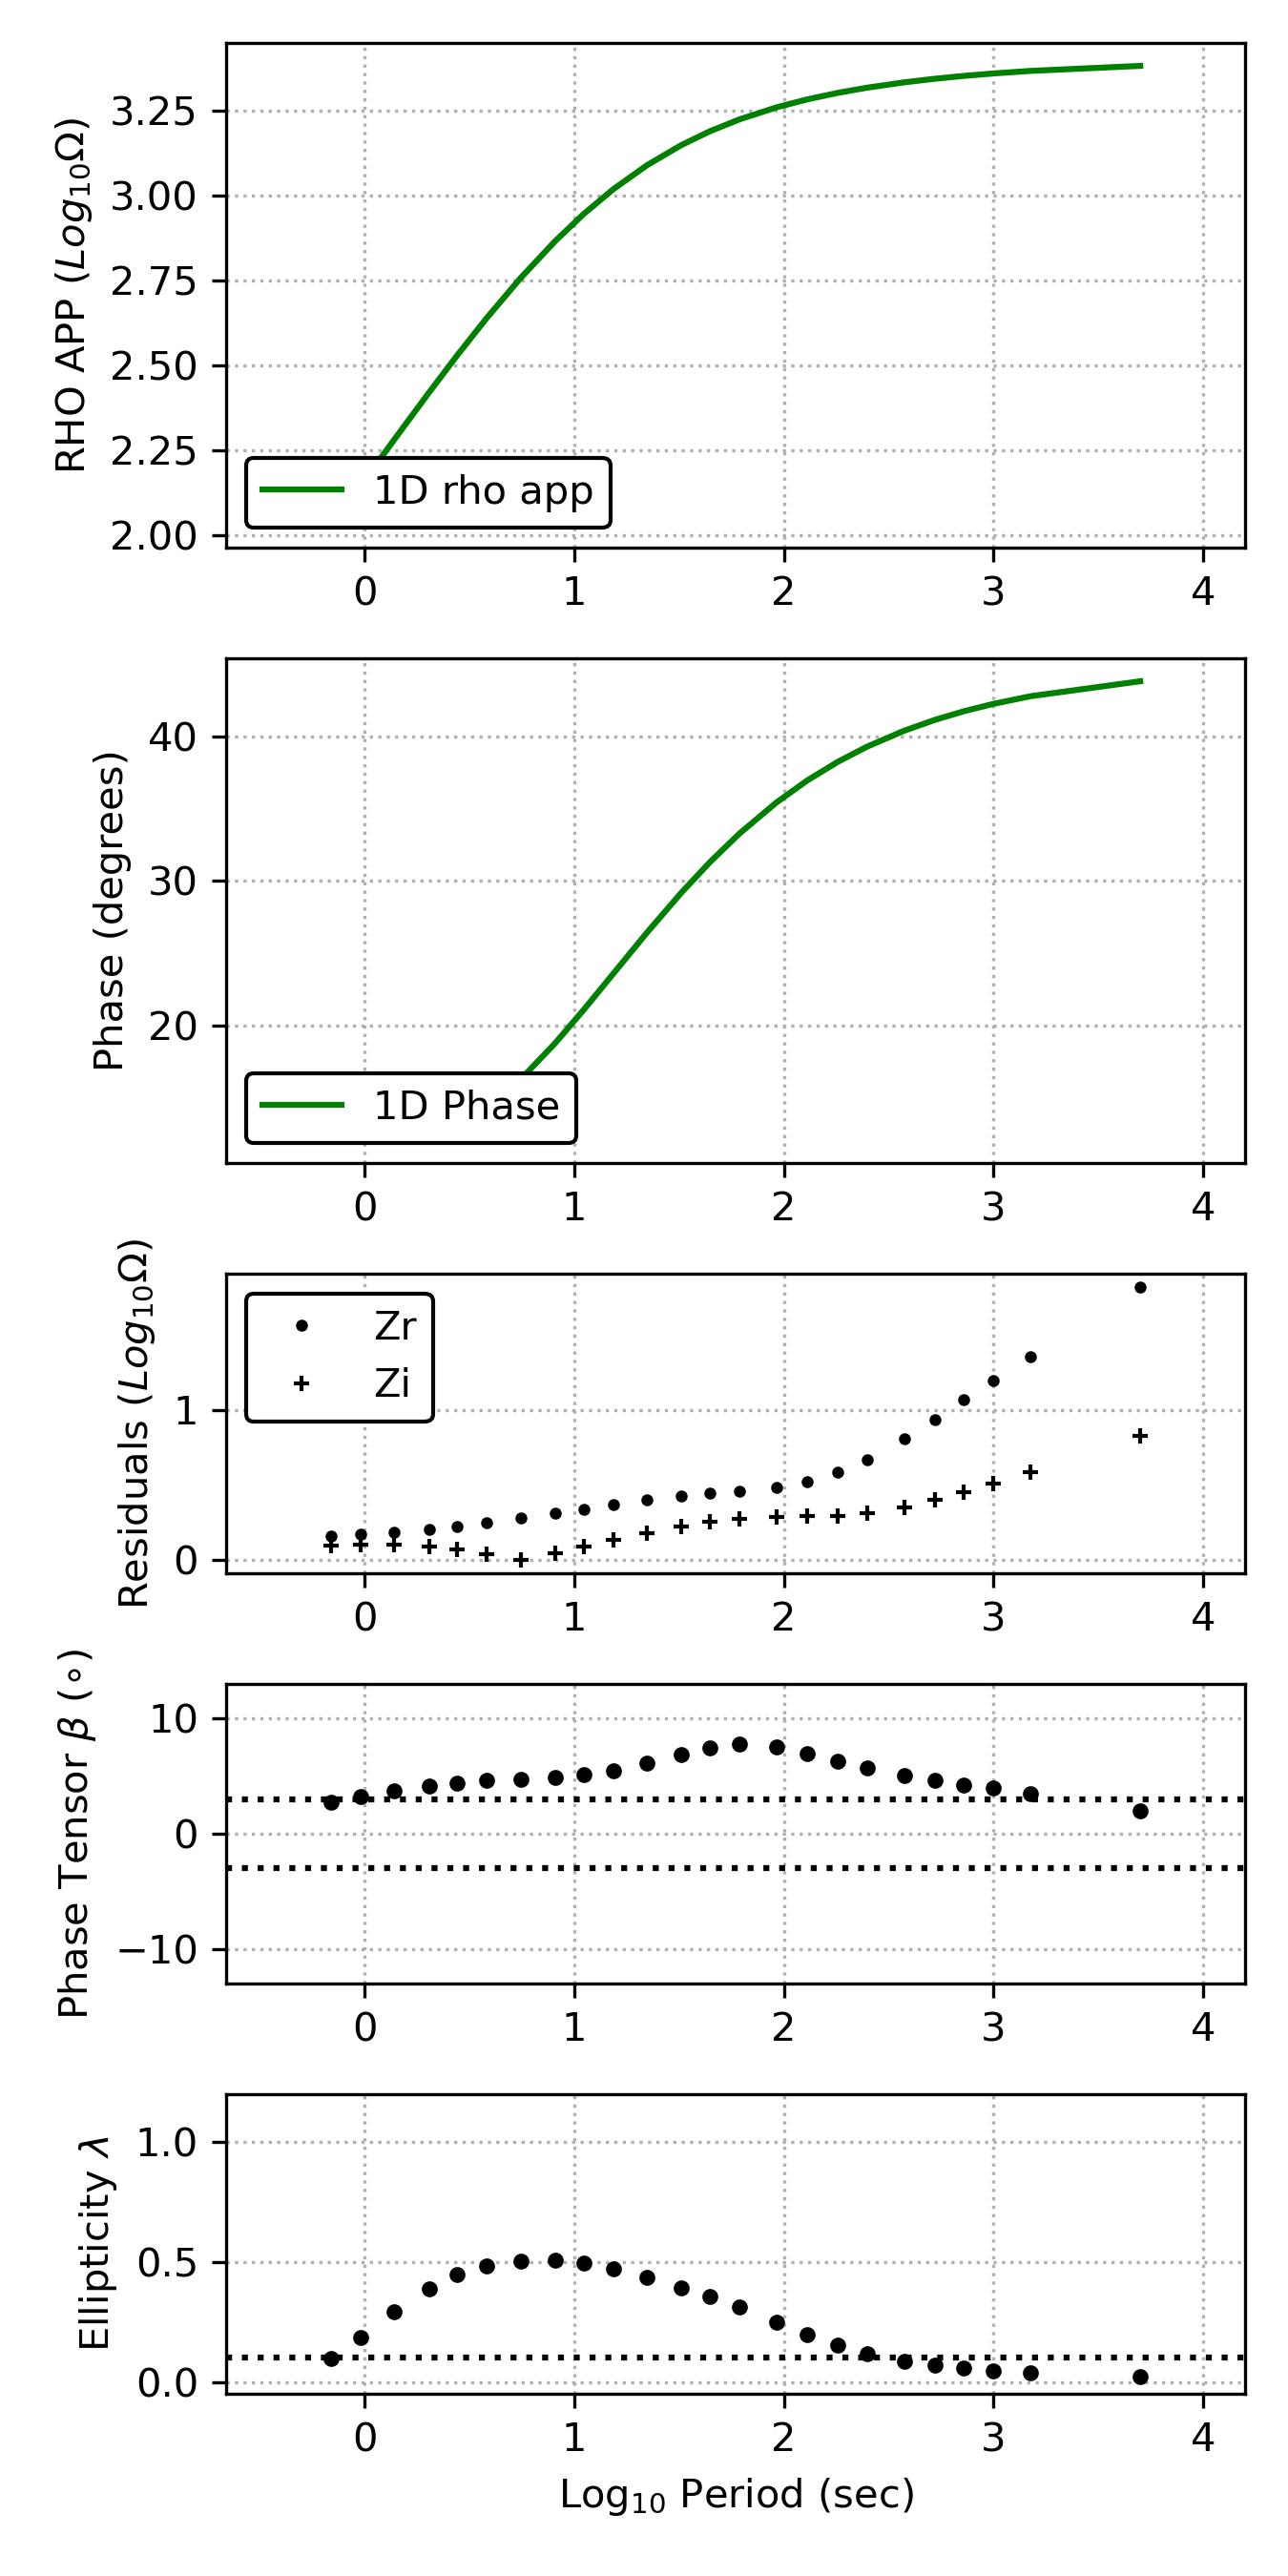 RHO APP (Log₁₀Ω)
3.25
3.00
2.75
2.50
2.25
2.00
1D rho app
0 1 2 3 4
Phase (degrees)
40
30
20
1D Phase
0 1 2 3 4
Residuals (Log₁₀Ω)
Zr
Zi
1
0
0 1 2 3 4
Phase Tensor β (∘)
10
0
−10
0 1 2 3 4
Ellipticity λ
1.0
0.5
0.0
0 1 2 3 4
Log₁₀ Period (sec)